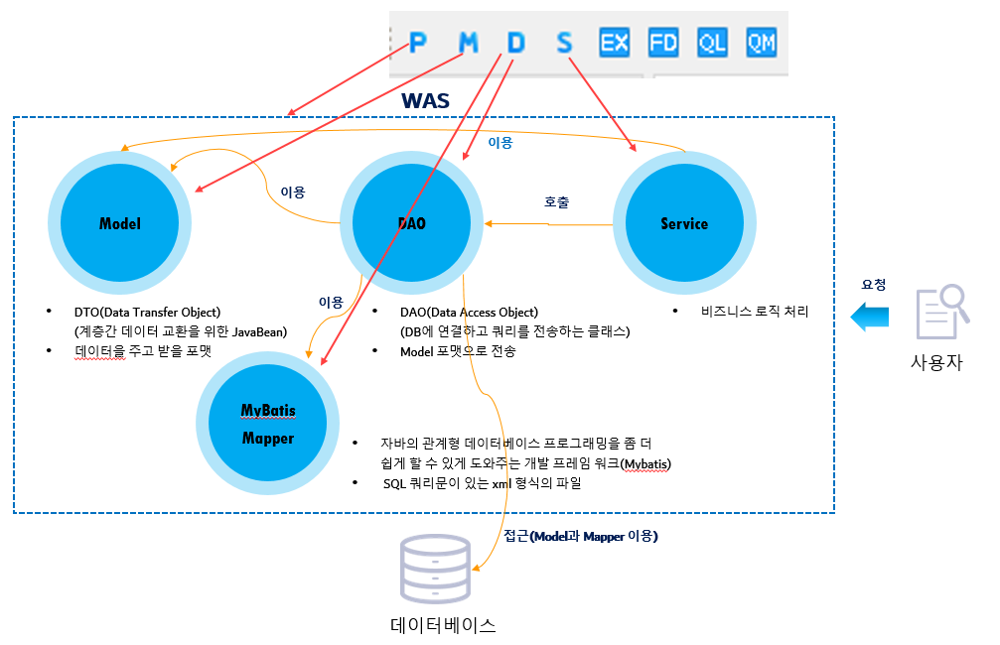 P M D S EX FD QL QM
WAS
이용
이용
호출
Model
DAO
Service
요청
이용
• DTO(Data Transfer Object)
(계층간 데이터 교환을 위한 JavaBean)
• 데이터을 주고 받을 포맷
• DAO(Data Access Object)
(DB에 연결하고 쿼리를 전송하는 클래스)
• Model 포맷으로 전송
• 비즈니스 로직 처리
사용자
MyBatis
Mapper
• 자바의 관계형 데이터베이스 프로그래밍을 좀 더
쉽게 할 수 있게 도와주는 개발 프레임 워크(Mybatis)
• SQL 쿼리문이 있는 xml 형식의 파일
접근(Model과 Mapper 이용)
데이터베이스